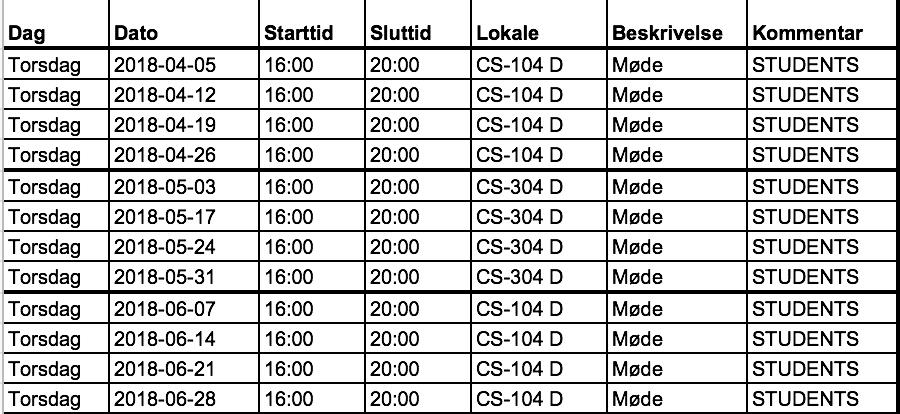 Dag Dato Starttid Sluttid Lokale Beskrivelse Kommentar
Torsdag 2018-04-05 16:00 20:00 CS-104 D Møde STUDENTS
Torsdag 2018-04-12 16:00 20:00 CS-104 D Møde STUDENTS
Torsdag 2018-04-19 16:00 20:00 CS-104 D Møde STUDENTS
Torsdag 2018-04-26 16:00 20:00 CS-104 D Møde STUDENTS
Torsdag 2018-05-03 16:00 20:00 CS-304 D Møde STUDENTS
Torsdag 2018-05-17 16:00 20:00 CS-304 D Møde STUDENTS
Torsdag 2018-05-24 16:00 20:00 CS-304 D Møde STUDENTS
Torsdag 2018-05-31 16:00 20:00 CS-304 D Møde STUDENTS
Torsdag 2018-06-07 16:00 20:00 CS-104 D Møde STUDENTS
Torsdag 2018-06-14 16:00 20:00 CS-104 D Møde STUDENTS
Torsdag 2018-06-21 16:00 20:00 CS-104 D Møde STUDENTS
Torsdag 2018-06-28 16:00 20:00 CS-104 D Møde STUDENTS